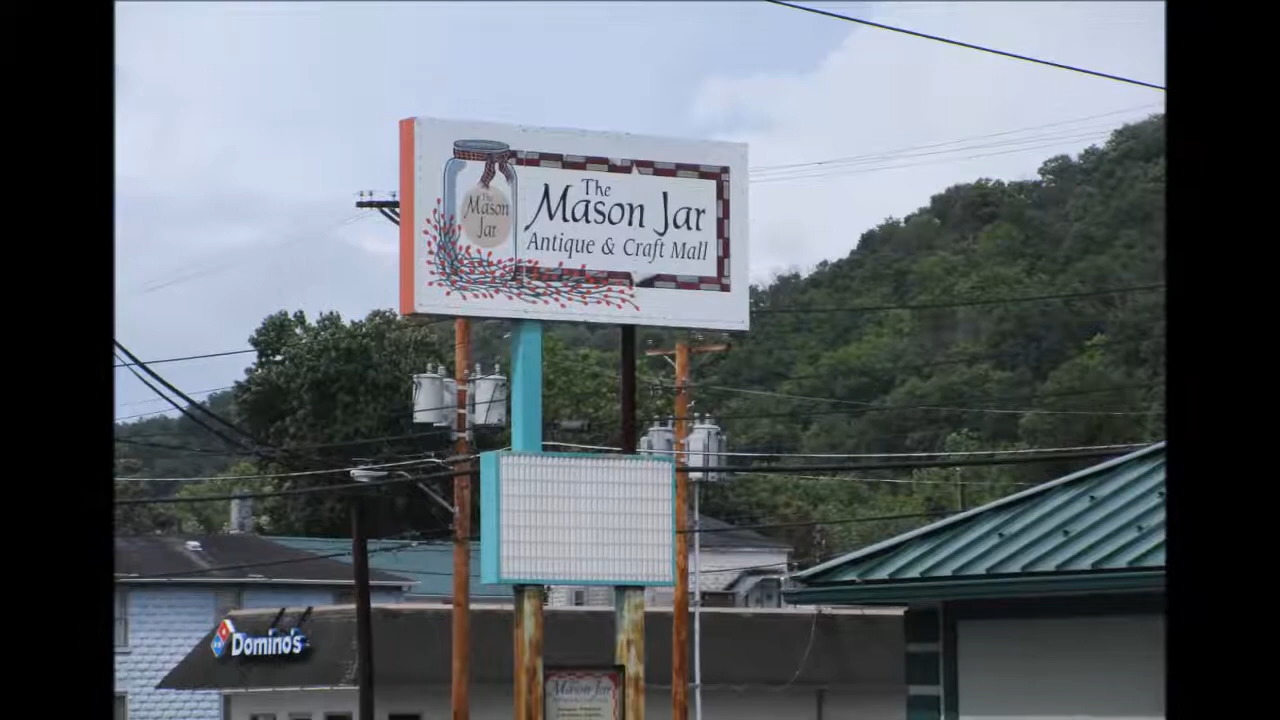 The
Mason Jar
Antique & Craft Mall
The
Mason
Jar
Domino's
Mason Jar